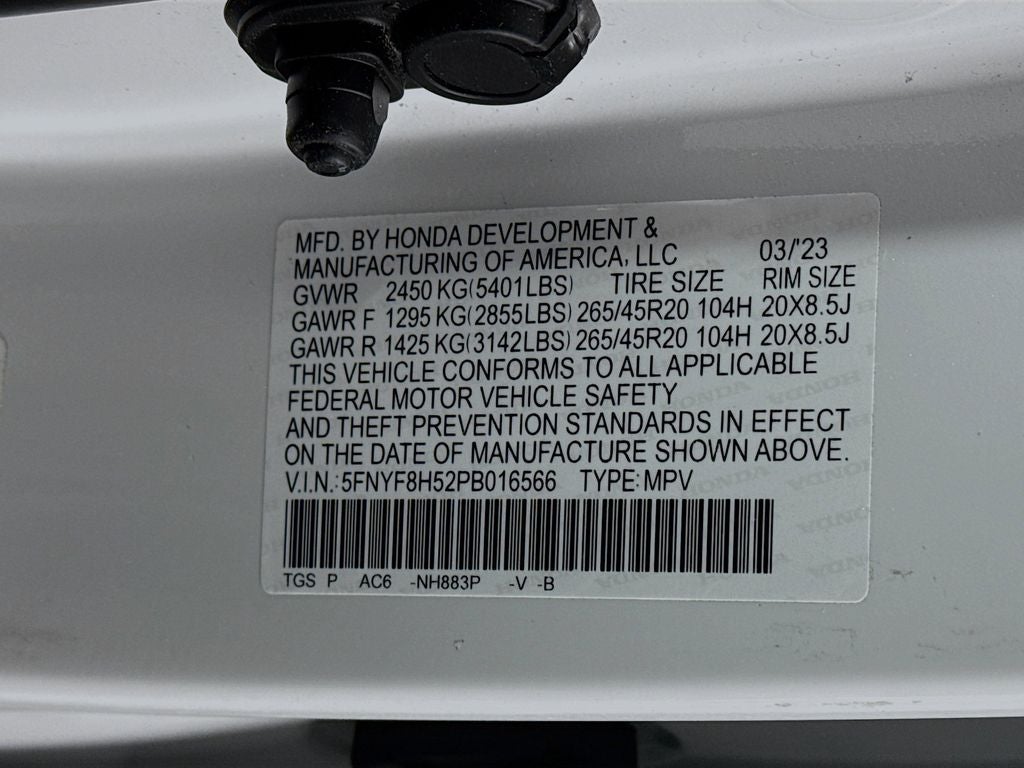 MFD. BY HONDA DEVELOPMENT &
MANUFACTURING OF AMERICA, LLC 03/'23
GVWR 2450 KG(5401LBS) TIRE SIZE RIM SIZE
GAWR F 1295 KG(2855LBS) 265/45R20 104H 20X8.5J
GAWR R 1425 KG(3142LBS) 265/45R20 104H 20X8.5J
THIS VEHICLE CONFORMS TO ALL APPLICABLE
FEDERAL MOTOR VEHICLE SAFETY
AND THEFT PREVENTION STANDARDS IN EFFECT
ON THE DATE OF MANUFACTURE SHOWN ABOVE.
V.I.N.: 5FNYF8H52PB016566 TYPE: MPV
TGS P AC6 -NH883P -V -B